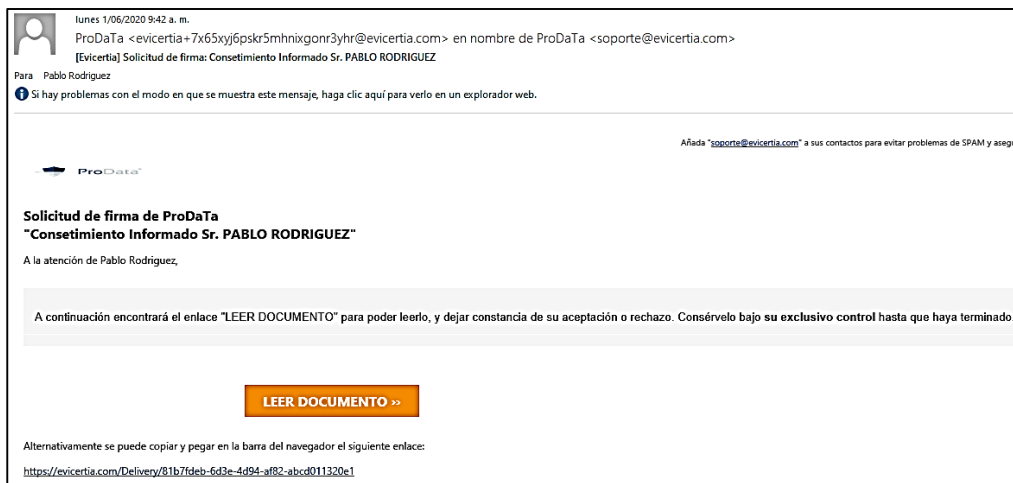 lunes 1/06/2020 9:42 a. m.
ProDaTa <evicertia+7x65xyj6pskr5mhnixgonr3yhr@evicertia.com> en nombre de ProDaTa <soporte@evicertia.com>
[Evicertia] Solicitud de firma: Consetimiento Informado Sr. PABLO RODRIGUEZ
Para Pablo Rodriguez
Si hay problemas con el modo en que se muestra este mensaje, haga clic aquí para verlo en un explorador web.
Añada "soporte@evicertia.com" a sus contactos para evitar problemas de SPAM y asegu
ProData
Solicitud de firma de ProDaTa
"Consetimiento Informado Sr. PABLO RODRIGUEZ"
A la atención de Pablo Rodriguez,
A continuación encontrará el enlace "LEER DOCUMENTO" para poder leerlo, y dejar constancia de su aceptación o rechazo. Consérvelo bajo su exclusivo control hasta que haya terminado.
LEER DOCUMENTO »
Alternativamente se puede copiar y pegar en la barra del navegador el siguiente enlace:
https://evicertia.com/Delivery/81b7fdeb-6d3e-4d94-af82-abcd011320e1